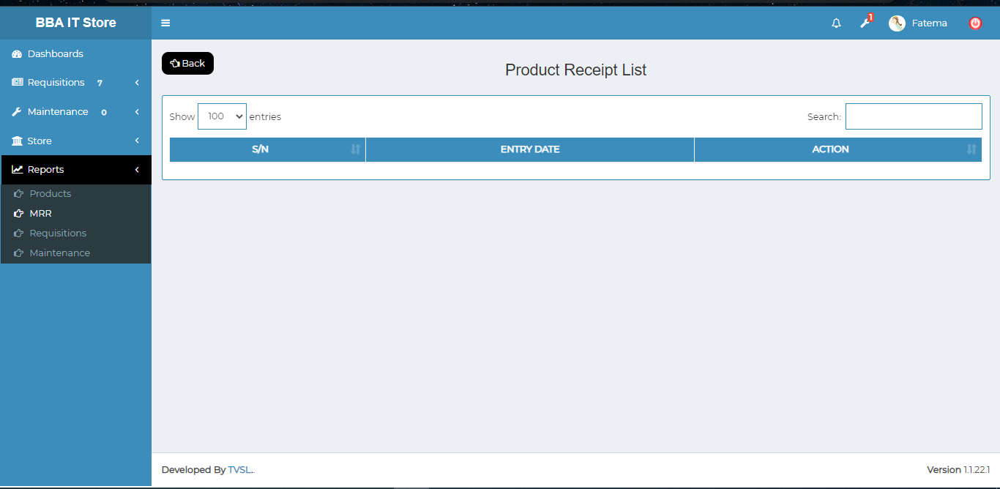 BBA IT Store
1
Fatema
Dashboards
Requisitions 7
Maintenance 0
Store
Reports
Products
MRR
Requisitions
Maintenance
Back
Product Receipt List
Show 100 entries
Search:
S/N ENTRY DATE ACTION
Developed By TVSL..
Version 1.1.22.1